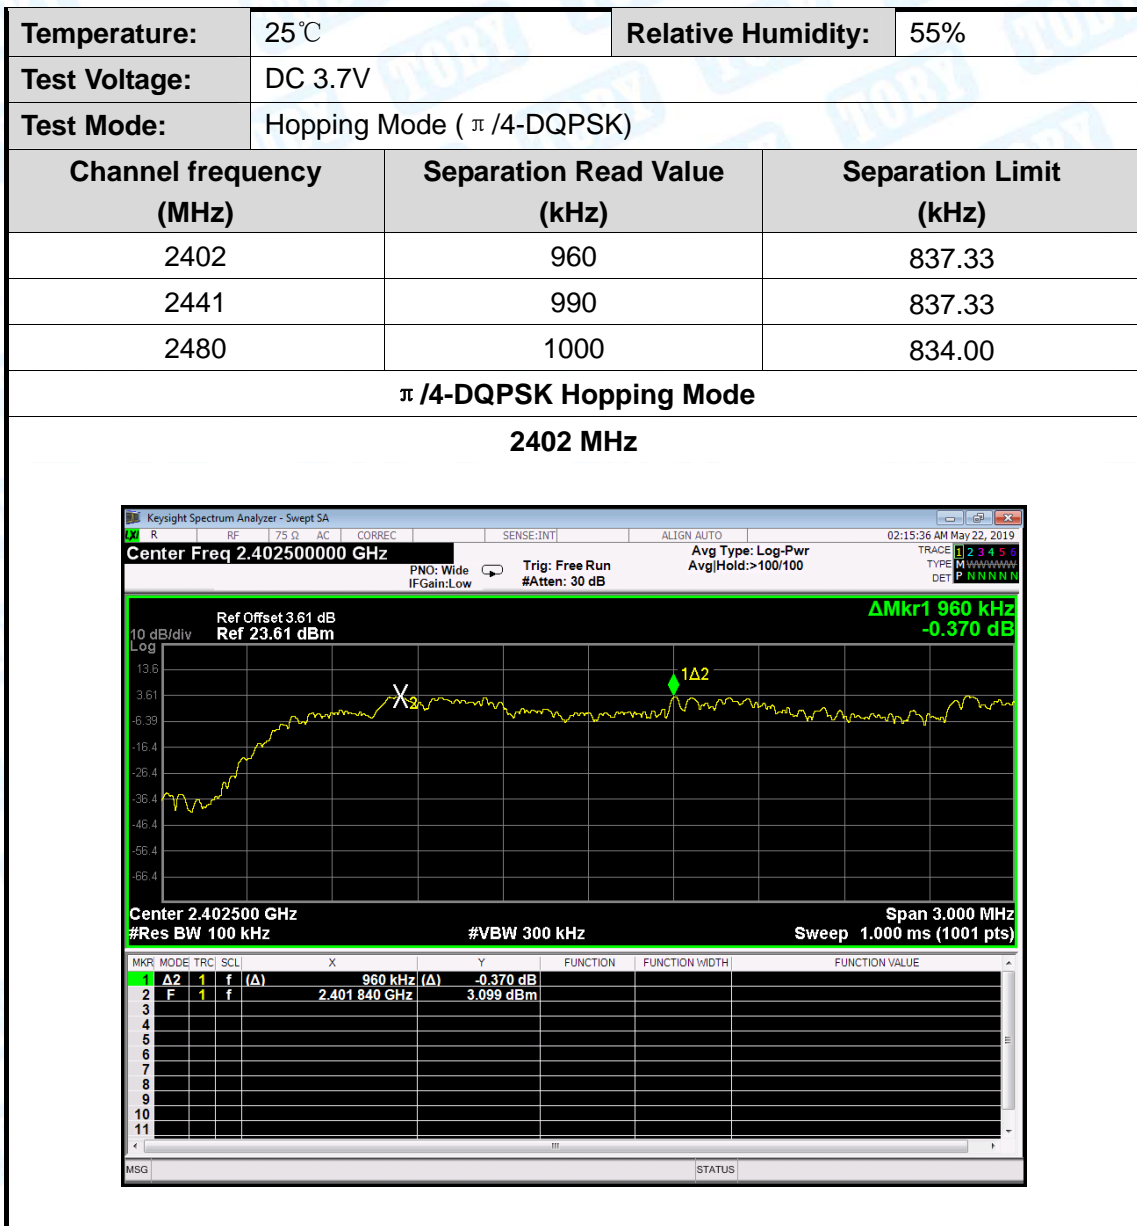 Temperature: 25℃ Relative Humidity: 55%
Test Voltage: DC 3.7V
Test Mode: Hopping Mode (π/4-DQPSK)
Channel frequency (MHz) Separation Read Value (kHz) Separation Limit (kHz)
2402 960 837.33
2441 990 837.33
2480 1000 834.00
π/4-DQPSK Hopping Mode
2402 MHz
Keysight Spectrum Analyzer - Swept SA
LXI R RF 75 Ω AC CORREC SENSE:INT ALIGN AUTO 02:15:36 AM May 22, 2019
Center Freq 2.402500000 GHz
PNO: Wide
IFGain:Low
Trig: Free Run
#Atten: 30 dB
Avg Type: Log-Pwr
Avg|Hold:>100/100
TRACE 1 2 3 4 5 6
TYPE M WWWWW
DET P N N N N N
ΔMkr1 960 kHz
-0.370 dB
Ref Offset 3.61 dB
10 dB/div Ref 23.61 dBm
Log
13.6
3.61
-6.39
-16.4
-26.4
-36.4
-46.4
-56.4
-66.4
X2
1Δ2
Center 2.402500 GHz Span 3.000 MHz
#Res BW 100 kHz #VBW 300 kHz Sweep 1.000 ms (1001 pts)
MKR MODE TRC SCL X Y FUNCTION FUNCTION WIDTH FUNCTION VALUE
1 Δ2 1 f (Δ) 960 kHz (Δ) -0.370 dB
2 F 1 f 2.401 840 GHz 3.099 dBm
3
4
5
6
7
8
9
10
11
MSG STATUS
TOBY